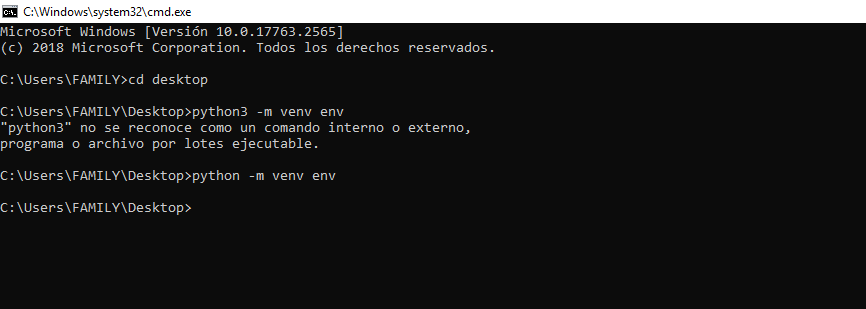 C:\Windows\system32\cmd.exe
Microsoft Windows [Versión 10.0.17763.2565]
(c) 2018 Microsoft Corporation. Todos los derechos reservados.
C:\Users\FAMILY>cd desktop
C:\Users\FAMILY\Desktop>python3 -m venv env
"python3" no se reconoce como un comando interno o externo,
programa o archivo por lotes ejecutable.
C:\Users\FAMILY\Desktop>python -m venv env
C:\Users\FAMILY\Desktop>